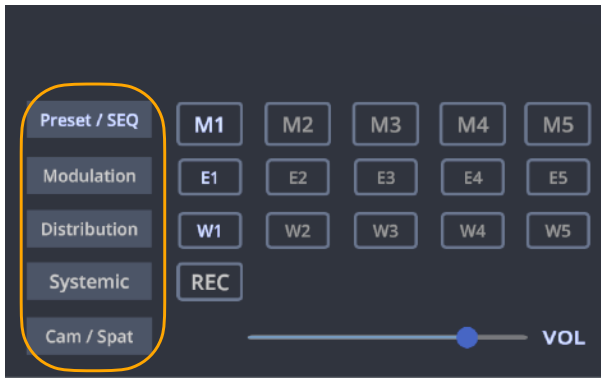 Preset / SEQ M1 M2 M3 M4 M5
Modulation E1 E2 E3 E4 E5
Distribution W1 W2 W3 W4 W5
Systemic REC
Cam / Spat VOL